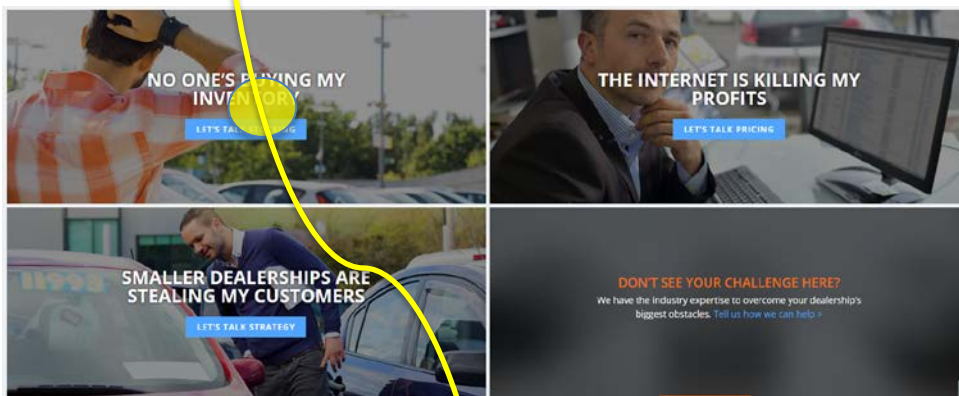 NO ONE'S BUYING MY
INVENTORY
LET'S TALK
THE INTERNET IS KILLING MY
PROFITS
LET'S TALK PRICING
SMALLER DEALERSHIPS ARE
STEALING MY CUSTOMERS
LET'S TALK STRATEGY
DON'T SEE YOUR CHALLENGE HERE?
We have the industry expertise to overcome your dealership's
biggest obstacles. Tell us how we can help >